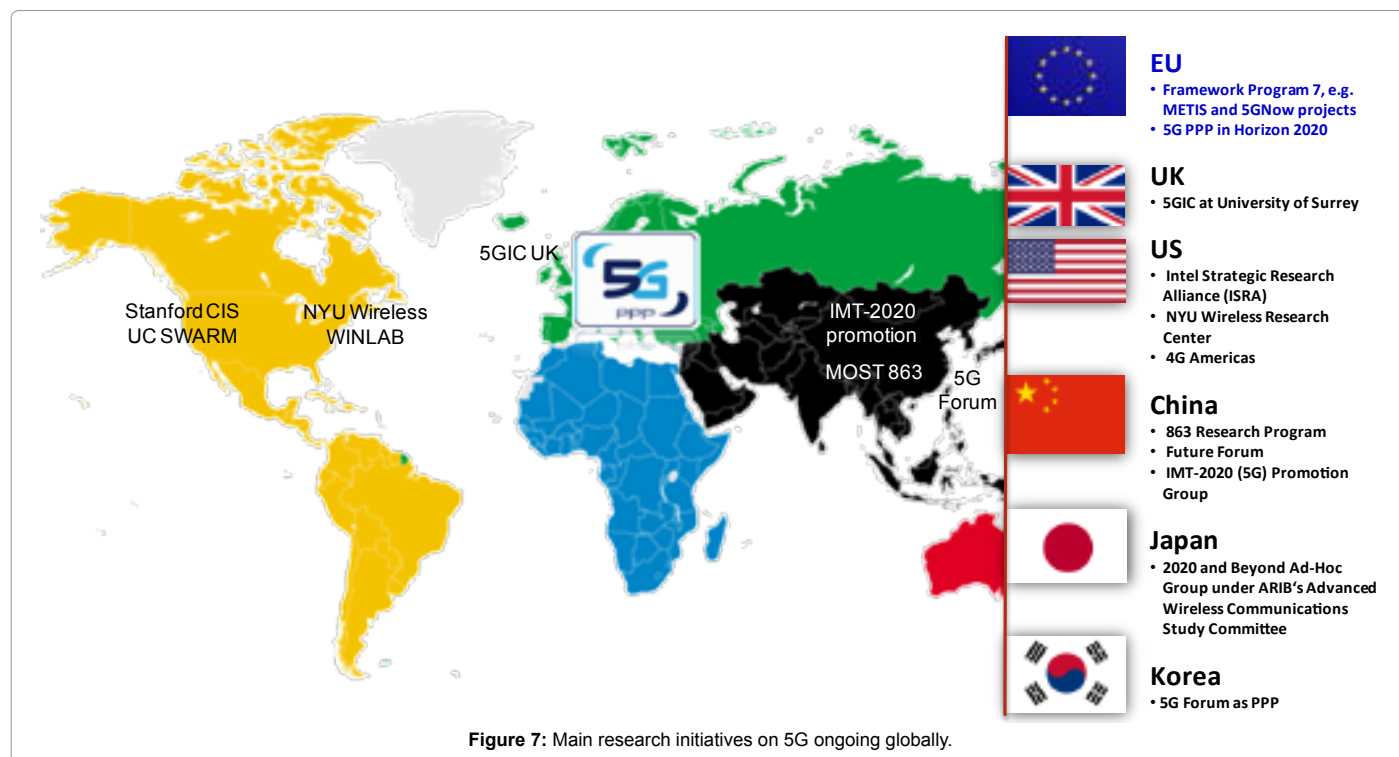 5GIC UK
5G
PPP
Stanford CIS
UC SWARM
NYU Wireless
WINLAB
IMT-2020
promotion
MOST 863
5G
Forum
EU
• Framework Program 7, e.g.
METIS and 5GNow projects
• 5G PPP in Horizon 2020
UK
• 5GIC at University of Surrey
US
• Intel Strategic Research
Alliance (ISRA)
• NYU Wireless Research
Center
• 4G Americas
China
• 863 Research Program
• Future Forum
• IMT-2020 (5G) Promotion
Group
Japan
• 2020 and Beyond Ad-Hoc
Group under ARIB‘s Advanced
Wireless Communications
Study Committee
Korea
• 5G Forum as PPP
Figure 7: Main research initiatives on 5G ongoing globally.